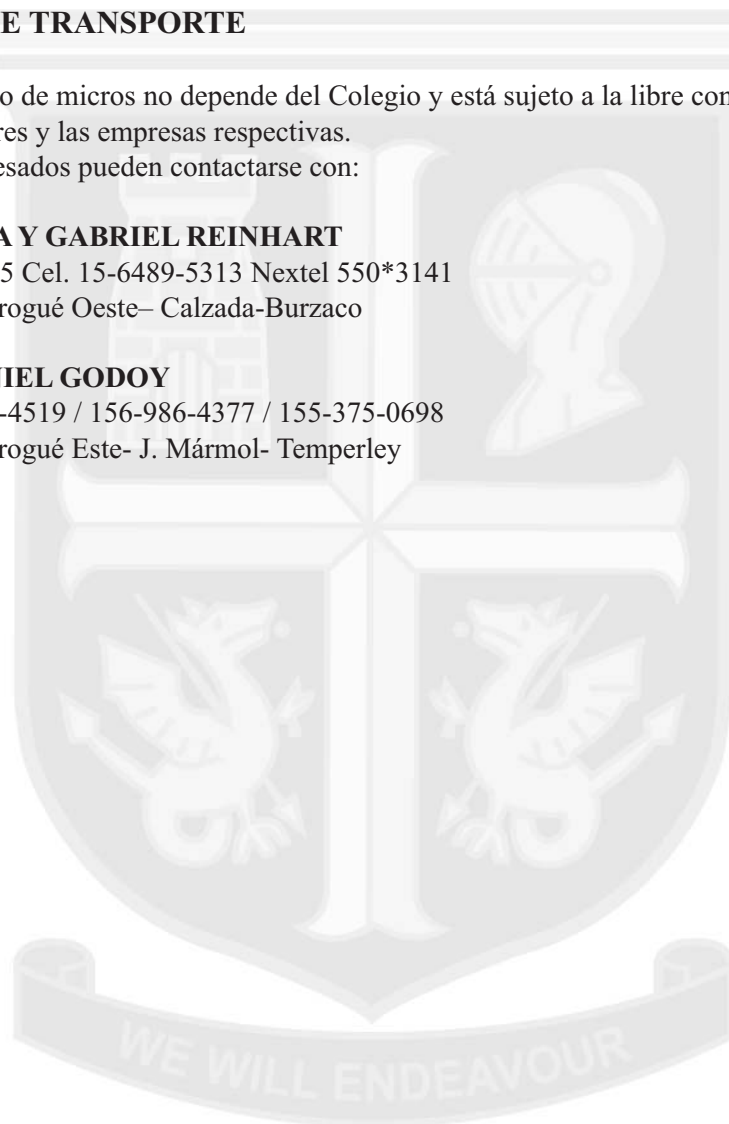 E TRANSPORTE
o de micros no depende del Colegio y está sujeto a la libre con
res y las empresas respectivas.
esados pueden contactarse con:
A Y GABRIEL REINHART
5 Cel. 15-6489-5313 Nextel 550*3141
rogué Oeste– Calzada-Burzaco
NIEL GODOY
-4519 / 156-986-4377 / 155-375-0698
rogué Este- J. Mármol- Temperley
WE WILL ENDEAVOUR